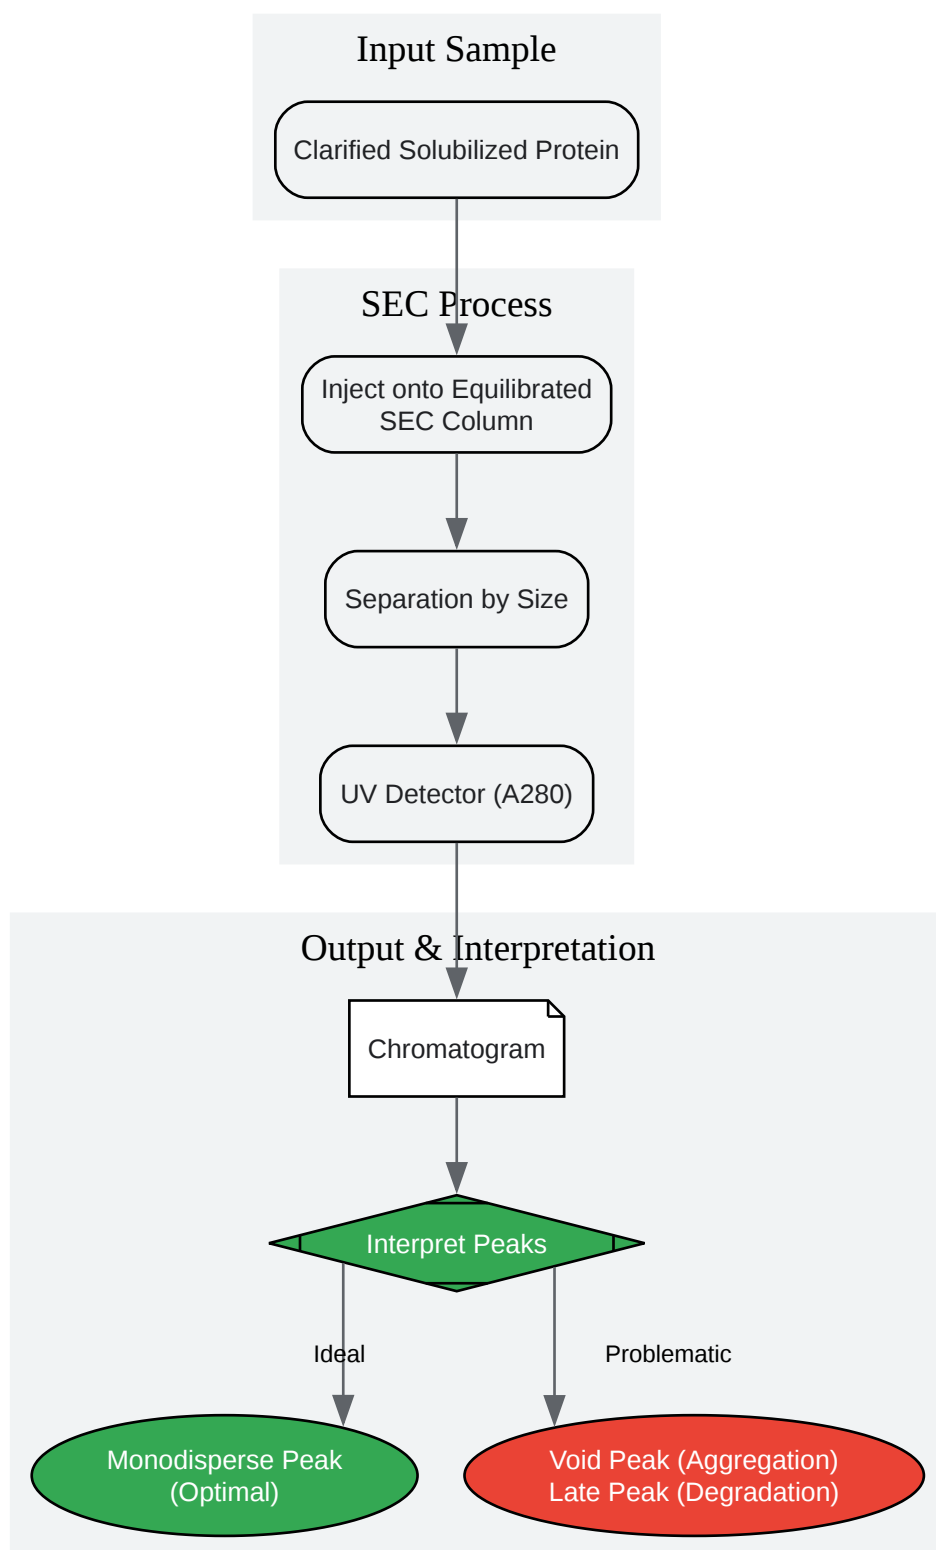 Input Sample
Clarified Solubilized Protein
SEC Process
Inject onto Equilibrated
SEC Column
Separation by Size
UV Detector (A280)
Output & Interpretation
Chromatogram
Interpret Peaks
Ideal
Problematic
Monodisperse Peak
(Optimal)
Void Peak (Aggregation)
Late Peak (Degradation)